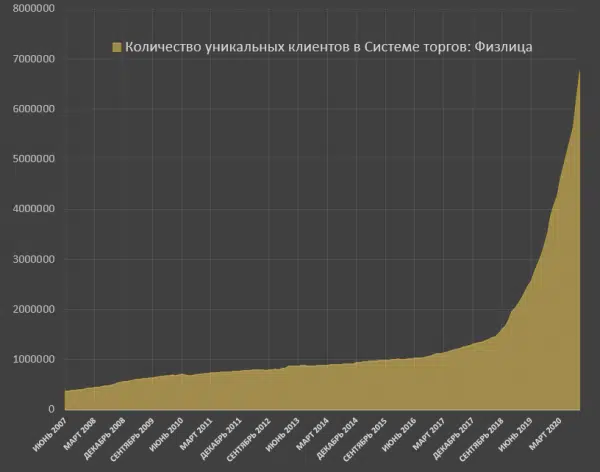 8000000
Количество уникальных клиентов в Системе торгов: Физлица
7000000
6000000
5000000
4000000
3000000
2000000
1000000
0
ИЮНЬ 2007
МАРТ 2008
ДЕКАБРЬ 2008
СЕНТЯБРЬ 2009
ИЮНЬ 2010
МАРТ 2011
ДЕКАБРЬ 2011
СЕНТЯБРЬ 2012
ИЮНЬ 2013
МАРТ 2014
ДЕКАБРЬ 2014
СЕНТЯБРЬ 2015
ИЮНЬ 2016
МАРТ 2017
ДЕКАБРЬ 2017
СЕНТЯБРЬ 2018
ИЮНЬ 2019
МАРТ 2020